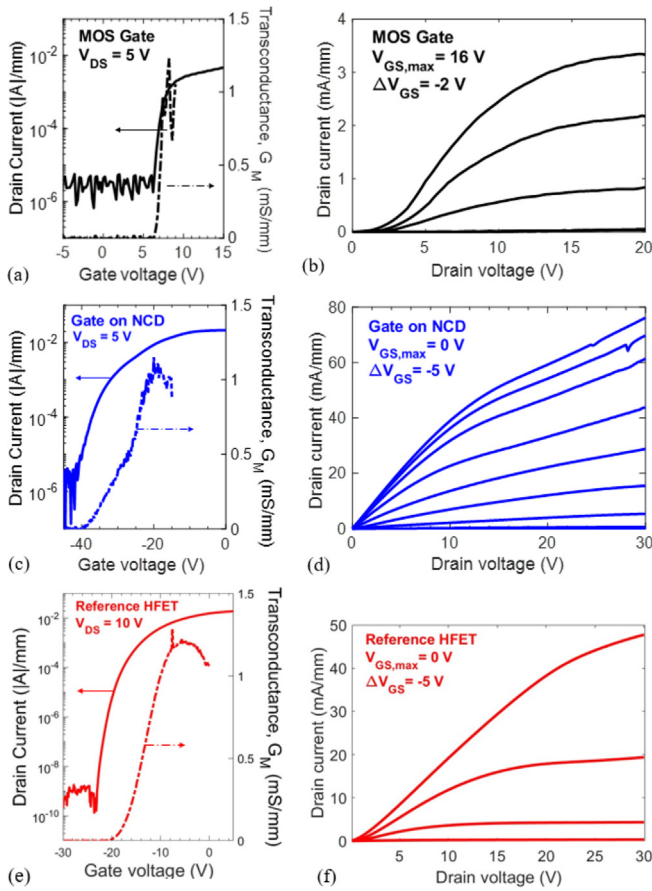 MOS Gate
V_DS = 5 V
Drain Current (|A|/mm)
10^-2
10^-4
10^-6
Transconductance, G_M (mS/mm)
1.5
1
0.5
0
-5 0 5 10 15
Gate voltage (V)
(a)
MOS Gate
V_GS,max = 16 V
ΔV_GS = -2 V
Drain current (mA/mm)
4
3
2
1
0
0 5 10 15 20
Drain voltage (V)
(b)
Gate on NCD
V_DS = 5 V
Drain Current (|A|/mm)
10^-2
10^-4
10^-6
Transconductance, G_M (mS/mm)
1.5
1
0.5
0
-40 -20 0
Gate voltage (V)
(c)
Gate on NCD
V_GS,max = 0 V
ΔV_GS = -5 V
Drain current (mA/mm)
80
60
40
20
0
0 10 20 30
Drain voltage (V)
(d)
Reference HFET
V_DS = 10 V
Drain Current (|A|/mm)
10^-2
10^-4
10^-6
10^-8
10^-10
Transconductance, G_M (mS/mm)
1.5
1
0.5
0
-30 -20 -10 0
Gate voltage (V)
(e)
Reference HFET
V_GS,max = 0 V
ΔV_GS = -5 V
Drain current (mA/mm)
50
40
30
20
10
0
5 10 15 20 25 30
Drain voltage (V)
(f)